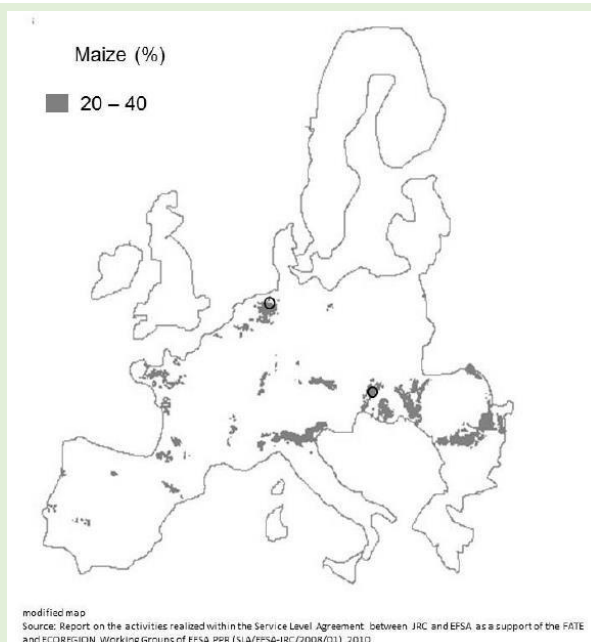 Maize (%)
20 – 40
modified map
Source: Report on the activities realized within the Service Level Agreement between JRC and EFSA as a support of the FATE
and ECOREGION Working Groups of EFSA PPR (SLA/EFSA-JRC/2008/01), 2010